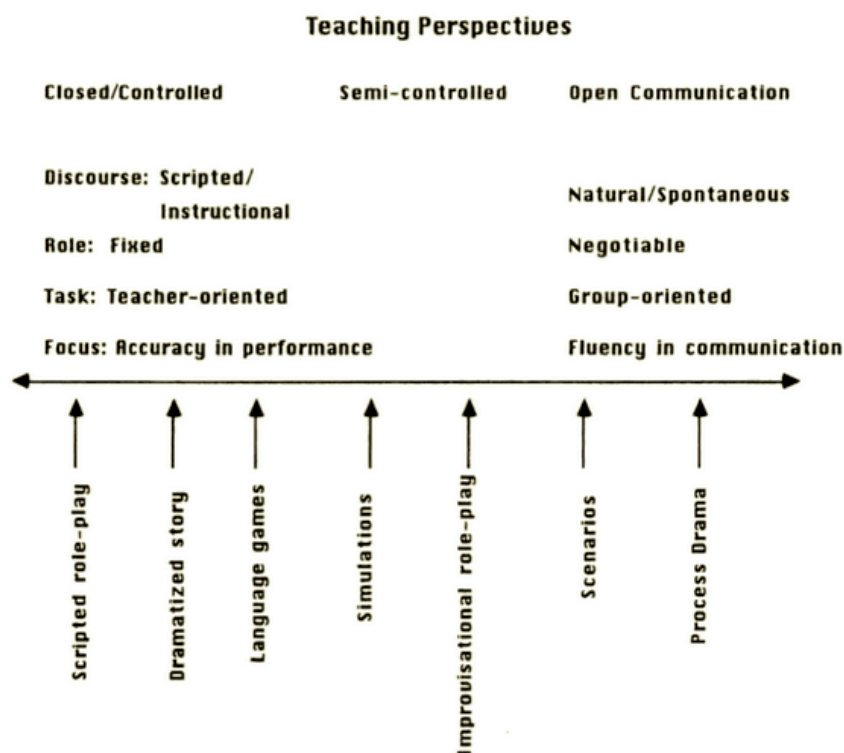 Teaching Perspectives
Closed/Controlled Semi-controlled Open Communication
Discourse: Scripted/
Instructional
Natural/Spontaneous
Role: Fixed Negotiable
Task: Teacher-oriented Group-oriented
Focus: Accuracy in performance Fluency in communication
Scripted role-play
Dramatized story
Language games
Simulations
Improvisational role-play
Scenarios
Process Drama